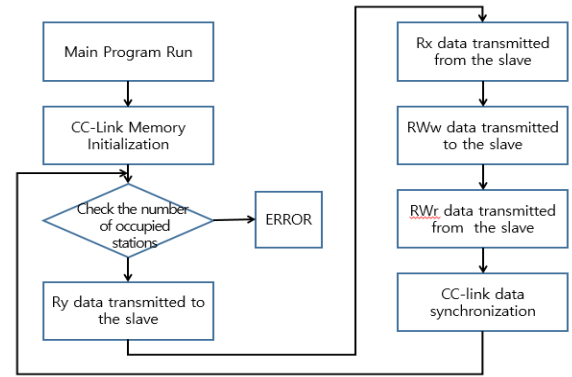 Main Program Run
CC-Link Memory
Initialization
Check the number
of occupied
stations
ERROR
Ry data transmitted to
the slave
Rx data transmitted
from the slave
RWw data transmitted
to the slave
RWr data transmitted
from the slave
CC-link data
synchronization